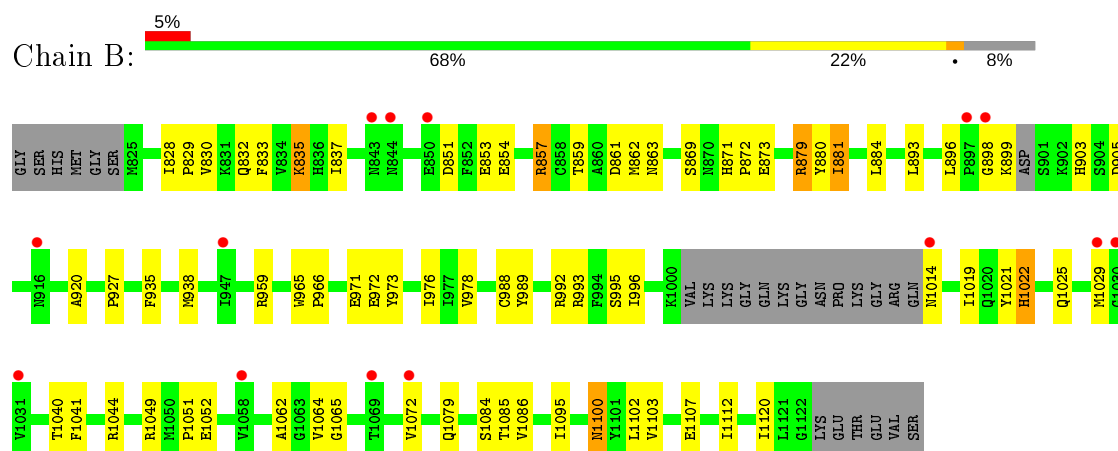 5%
Chain B:
68% 22% • 8%
GLY SER HIS MET GLY SER M825 I828 P829 V830 K831 Q832 F833 V834 K835 H836 I837 N843 N844 E850 D851 F852 E853 E854 R857 C858 T859 A860 D861 M862 N863 S869 N870 H871 P872 E873 R879 Y880 I881 L884 L893 L896 P897 G898 K899 ASP S901 K902 H903 S904 D905
N916 A920 P927 F935 M938 I947 R959 W965 P966 E971 E972 Y973 I976 I977 V978 C988 Y989 R992 R993 F994 S995 I996 K1000 VAL LYS LYS GLY GLN LYS GLY ASN PRO LYS GLY ARG GLN N1014 I1019 Q1020 Y1021 H1022 Q1025 M1029
V1031 T1040 F1041 R1044 R1049 M1050 P1051 E1052 V1058 A1062 G1063 V1064 G1065 T1069 V1072 Q1079 S1084 T1085 V1086 I1095 N1100 Y1101 L1102 V1103 E1107 I1112 I1120 L1121 G1122 LYS GLU THR GLU VAL SER